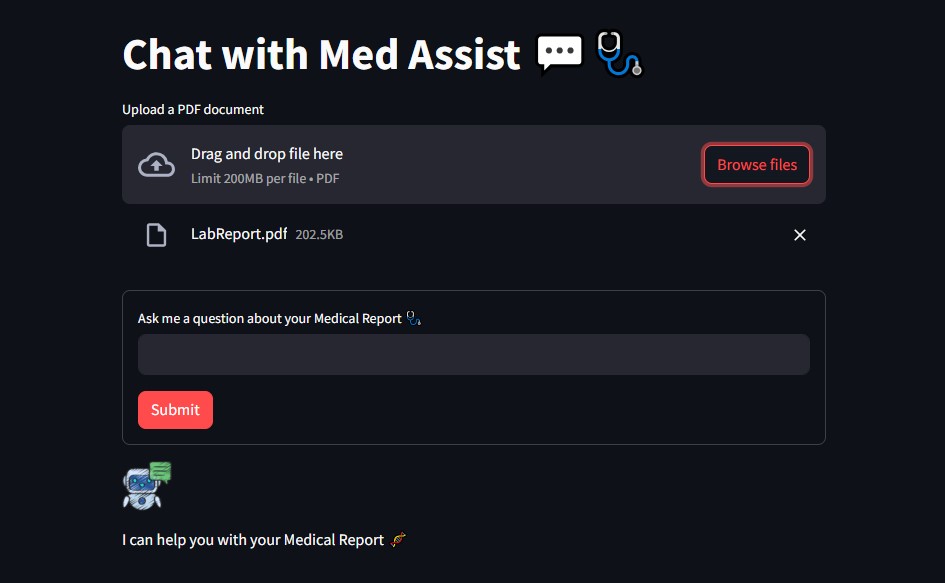 Chat with Med Assist 💬🩺
Upload a PDF document
Drag and drop file here
Limit 200MB per file • PDF
Browse files
LabReport.pdf 202.5KB
Ask me a question about your Medical Report 🩺
Submit
I can help you with your Medical Report 🧬